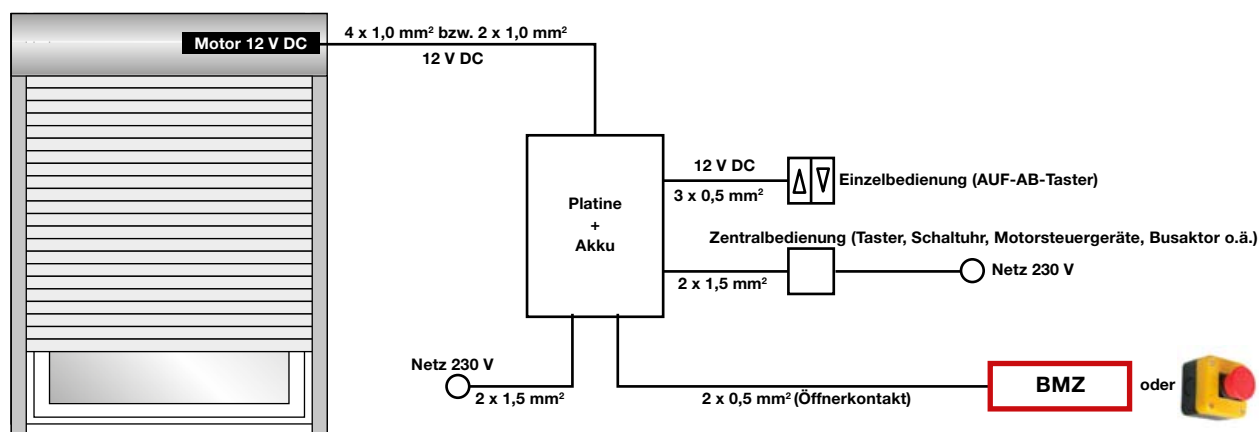 Motor 12 V DC
4 x 1,0 mm² bzw. 2 x 1,0 mm²
12 V DC
Platine
+
Akku
12 V DC
3 x 0,5 mm²
Einzelbedienung (AUF-AB-Taster)
Zentralbedienung (Taster, Schaltuhr, Motorsteuergeräte, Busaktor o.ä.)
2 x 1,5 mm²
Netz 230 V
Netz 230 V
2 x 1,5 mm²
2 x 0,5 mm² (Öffnerkontakt)
BMZ
oder